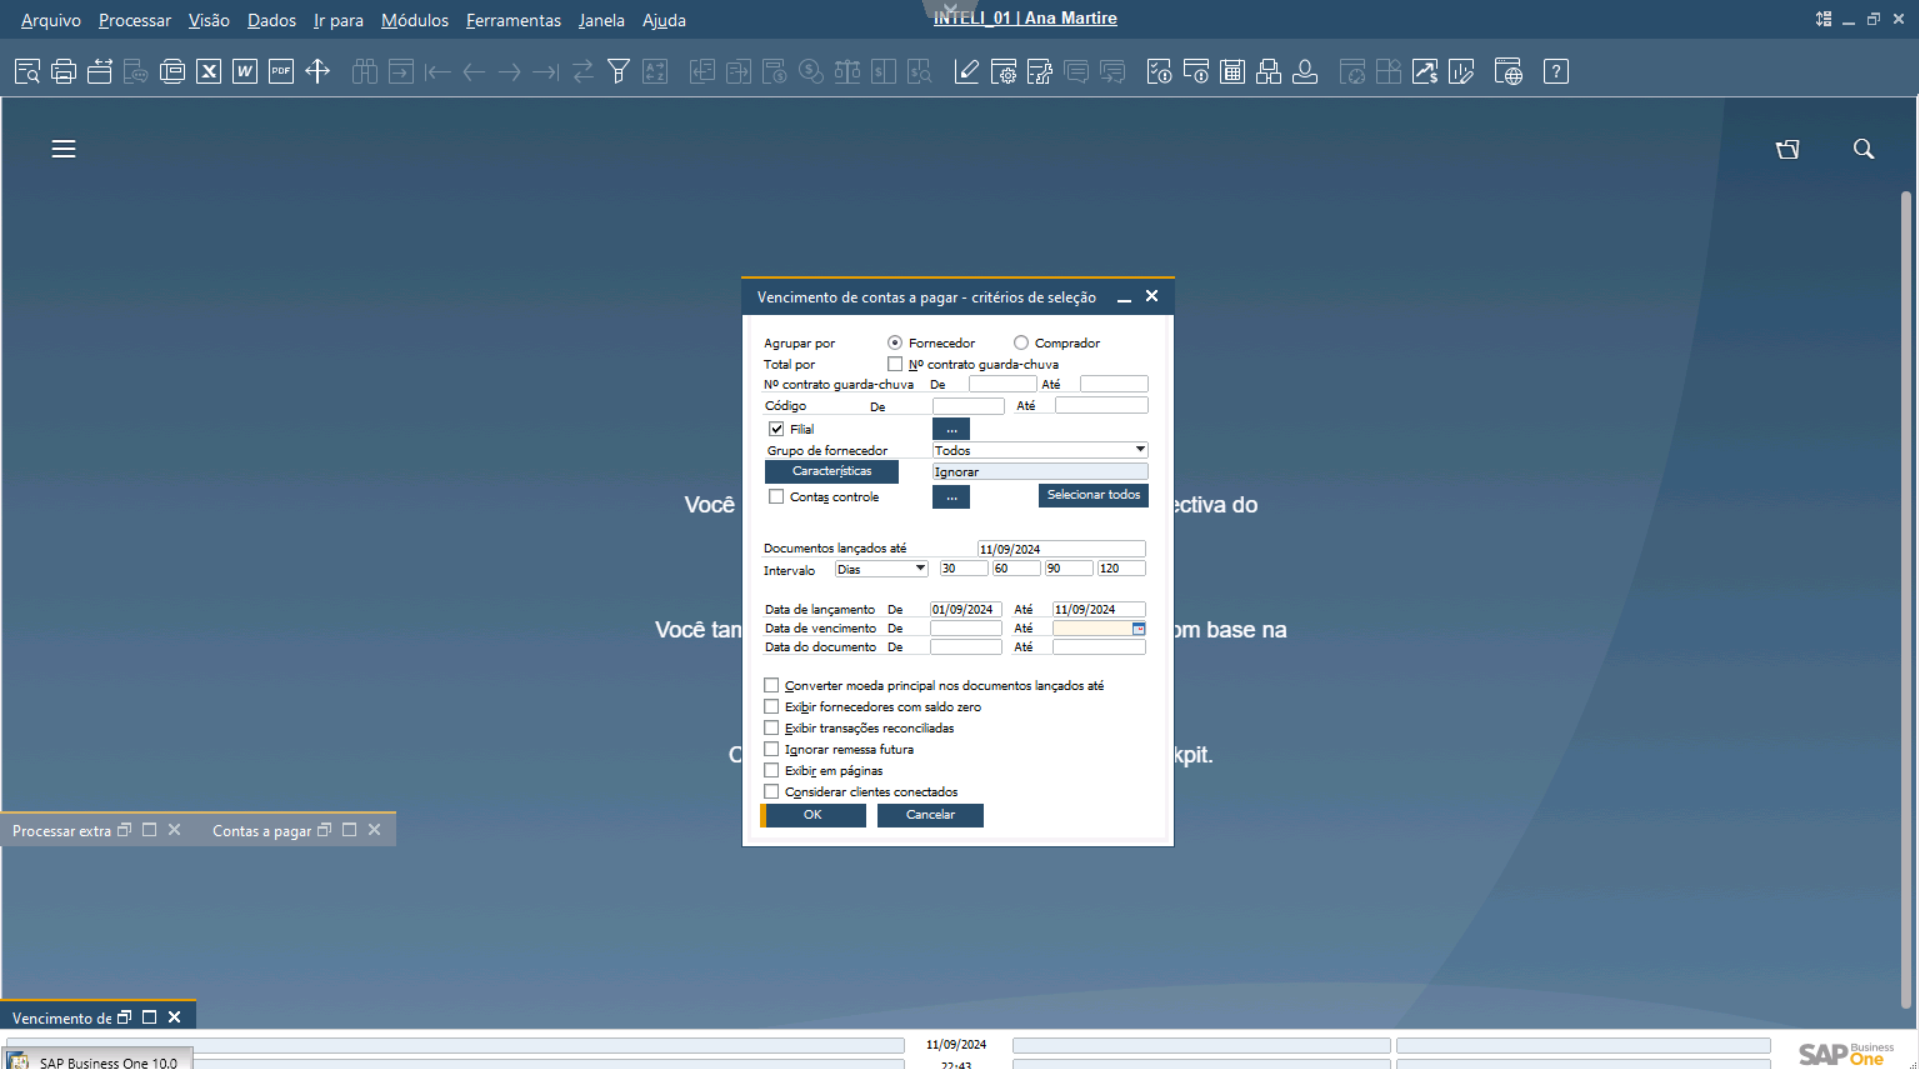 Arquivo Processar Visão Dados Ir para Módulos Ferramentas Janela Ajuda
INTELI_01 | Ana Martire
Vencimento de contas a pagar - critérios de seleção
Agrupar por Fornecedor Comprador
Total por Nº contrato guarda-chuva
Nº contrato guarda-chuva De Até
Código De Até
Filial ...
Grupo de fornecedor Todos
Características Ignorar
Contas controle ... Selecionar todos
Você ectiva do
Documentos lançados até 11/09/2024
Intervalo Dias 30 60 90 120
Data de lançamento De 01/09/2024 Até 11/09/2024
Data de vencimento De Até
Você tam om base na
Data do documento De Até
Converter moeda principal nos documentos lançados até
Exibir fornecedores com saldo zero
Exibir transações reconciliadas
Ignorar remessa futura
kpit.
Exibir em páginas
Considerar clientes conectados
OK Cancelar
Processar extra Contas a pagar
Vencimento de
11/09/2024
SAP Business One
SAP Business One 10.0
22:43